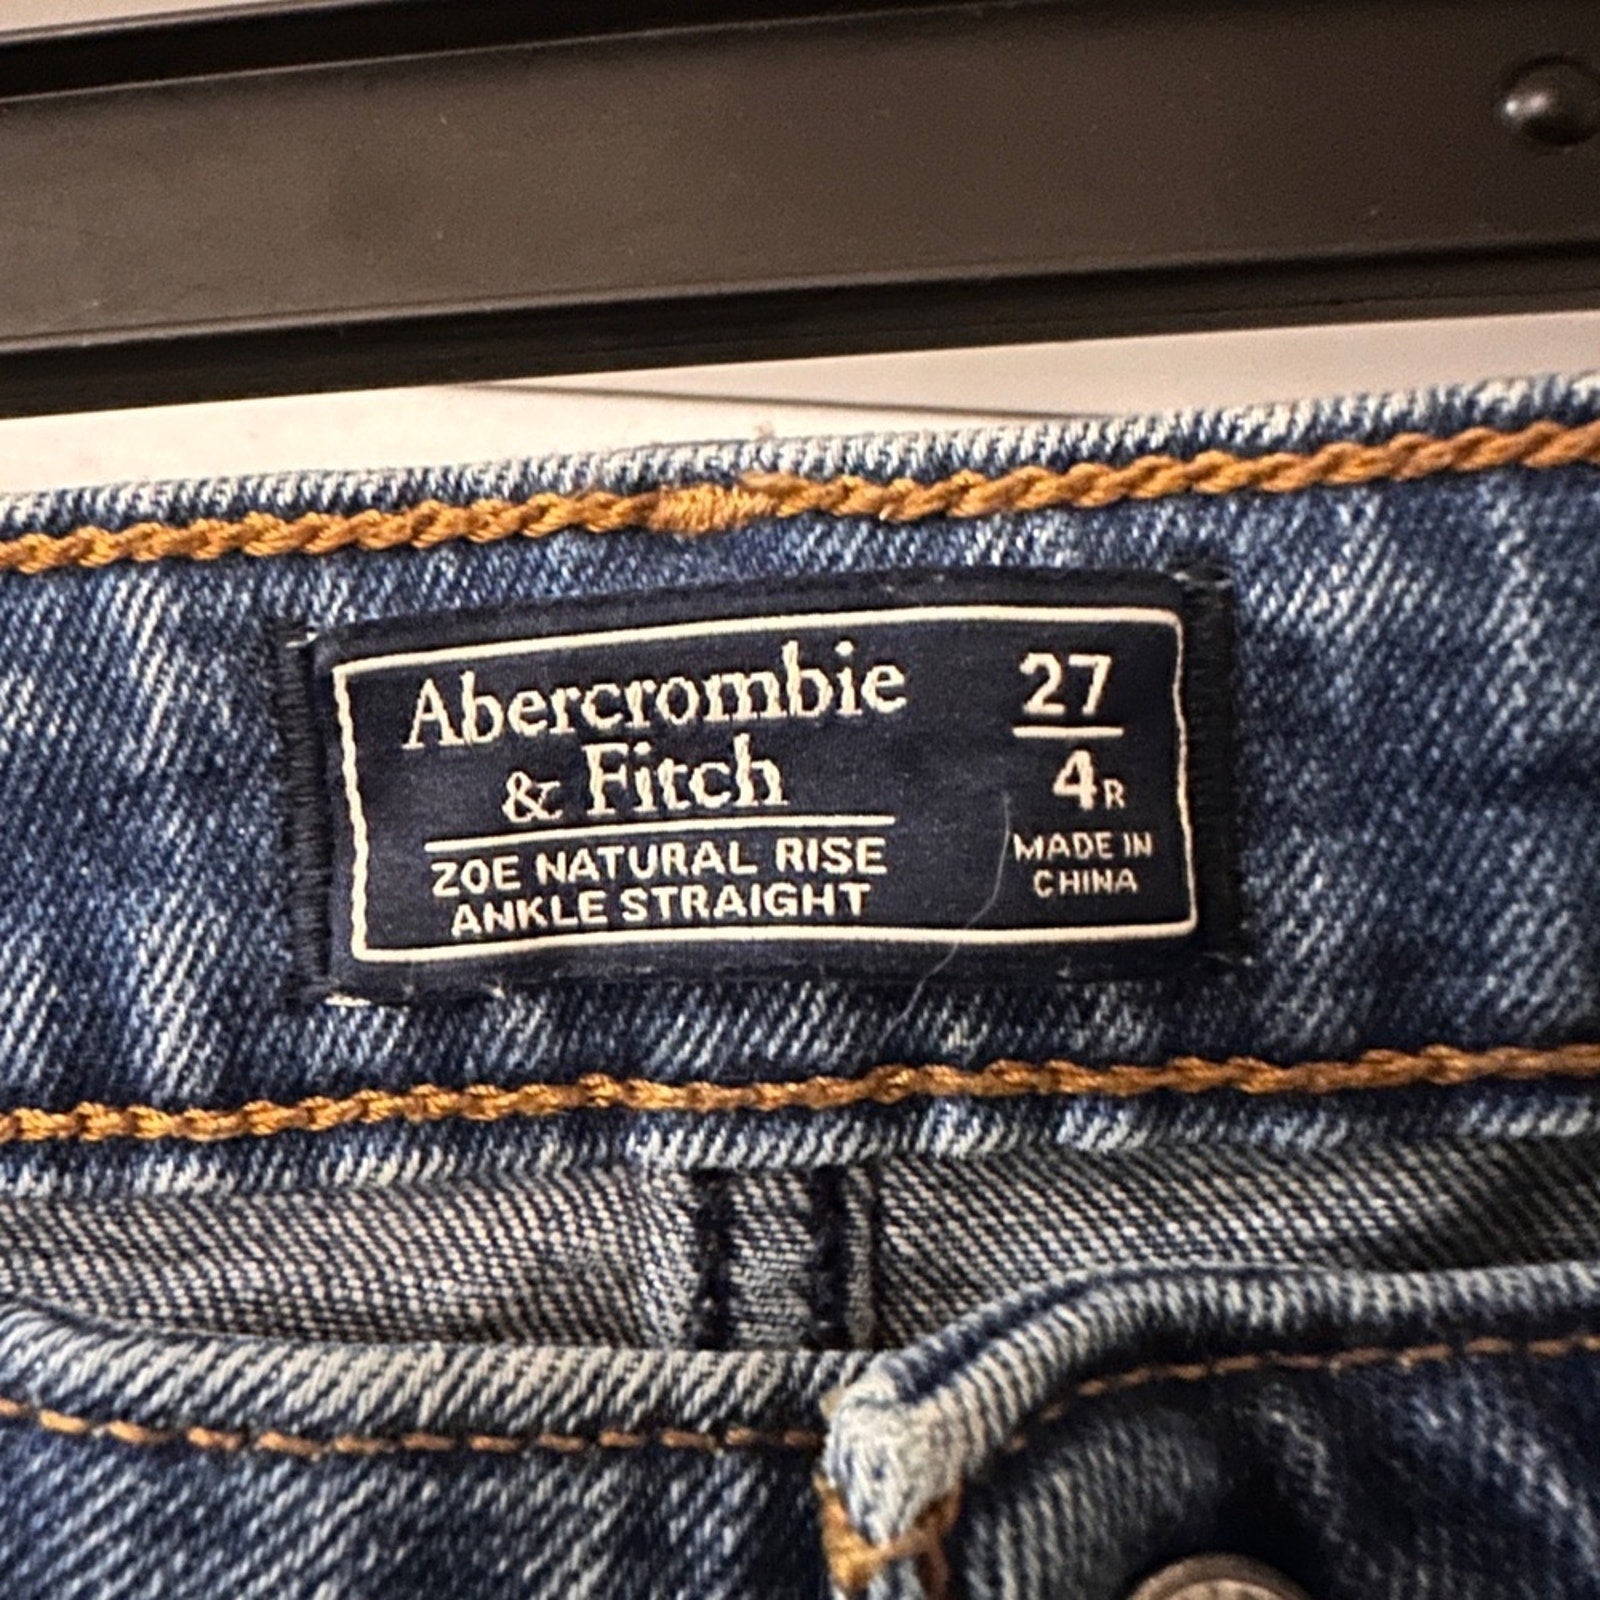 Abercrombie
& Fitch
ZOE NATURAL RISE
ANKLE STRAIGHT
27
4R
MADE IN
CHINA